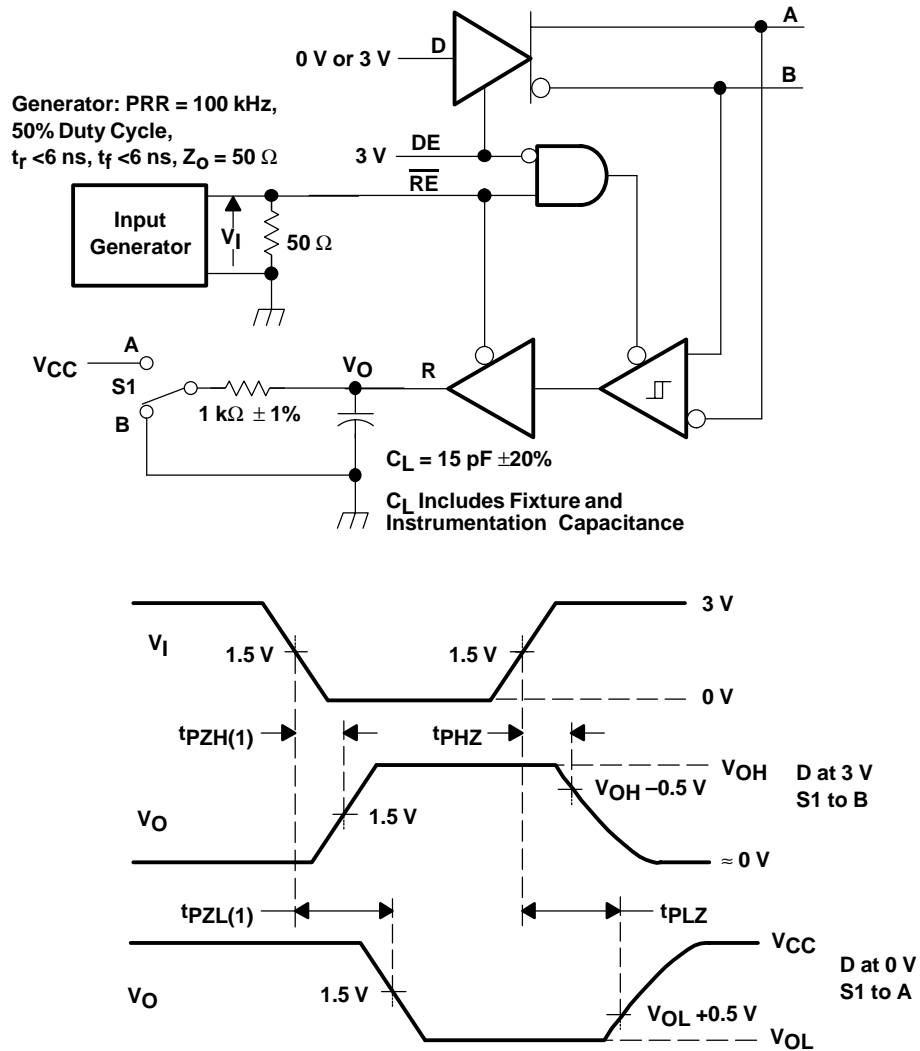 A
D
0 V or 3 V
B
Generator: PRR = 100 kHz,
50% Duty Cycle,
tr <6 ns, tf <6 ns, Zo = 50 Ω
DE
3 V
R̅E̅
Input
Generator
VI
50 Ω
A
VCC
S1
B
1 kΩ ± 1%
VO
R
CL = 15 pF ±20%
CL Includes Fixture and
Instrumentation Capacitance
VI
1.5 V
1.5 V
3 V
0 V
tPZH(1)
tPHZ
VOH
D at 3 V
S1 to B
VOH –0.5 V
VO
1.5 V
≈ 0 V
tPZL(1)
tPLZ
VCC
D at 0 V
S1 to A
VO
1.5 V
VOL +0.5 V
VOL